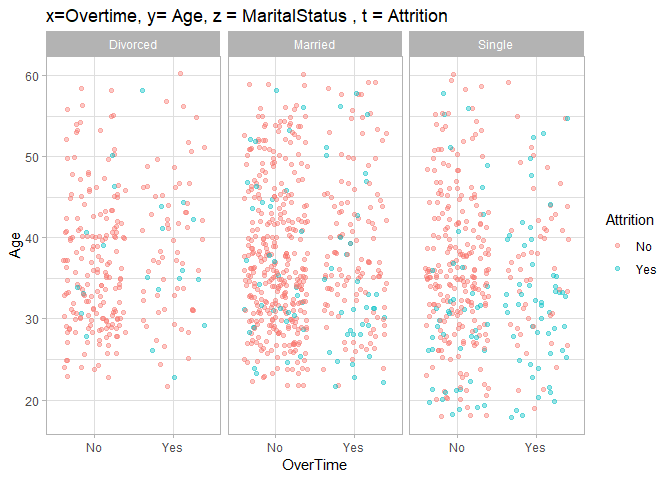 x=Overtime, y= Age, z = MaritalStatus , t = Attrition
Divorced Married Single
60
50
40
30
20
Age
No Yes No Yes No Yes
OverTime
Attrition
No
Yes